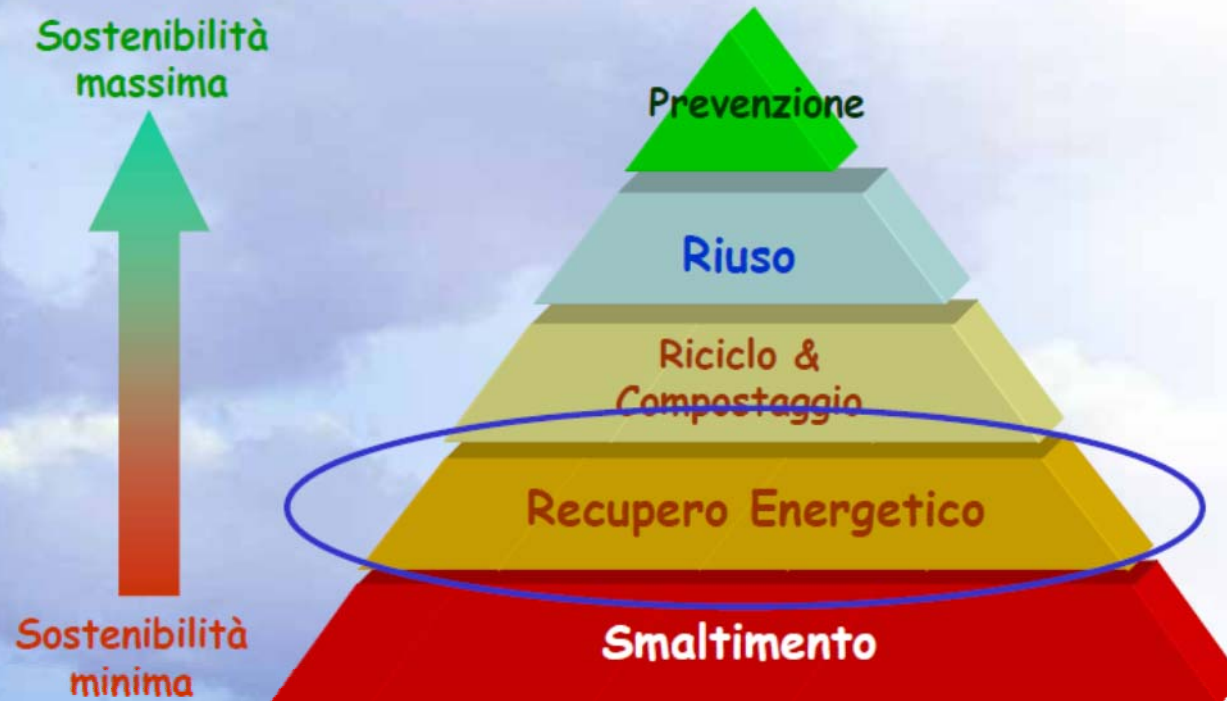 Sostenibilità
massima
Prevenzione
Riuso
Riciclo &
Compostaggio
Recupero Energetico
Smaltimento
Sostenibilità
minima